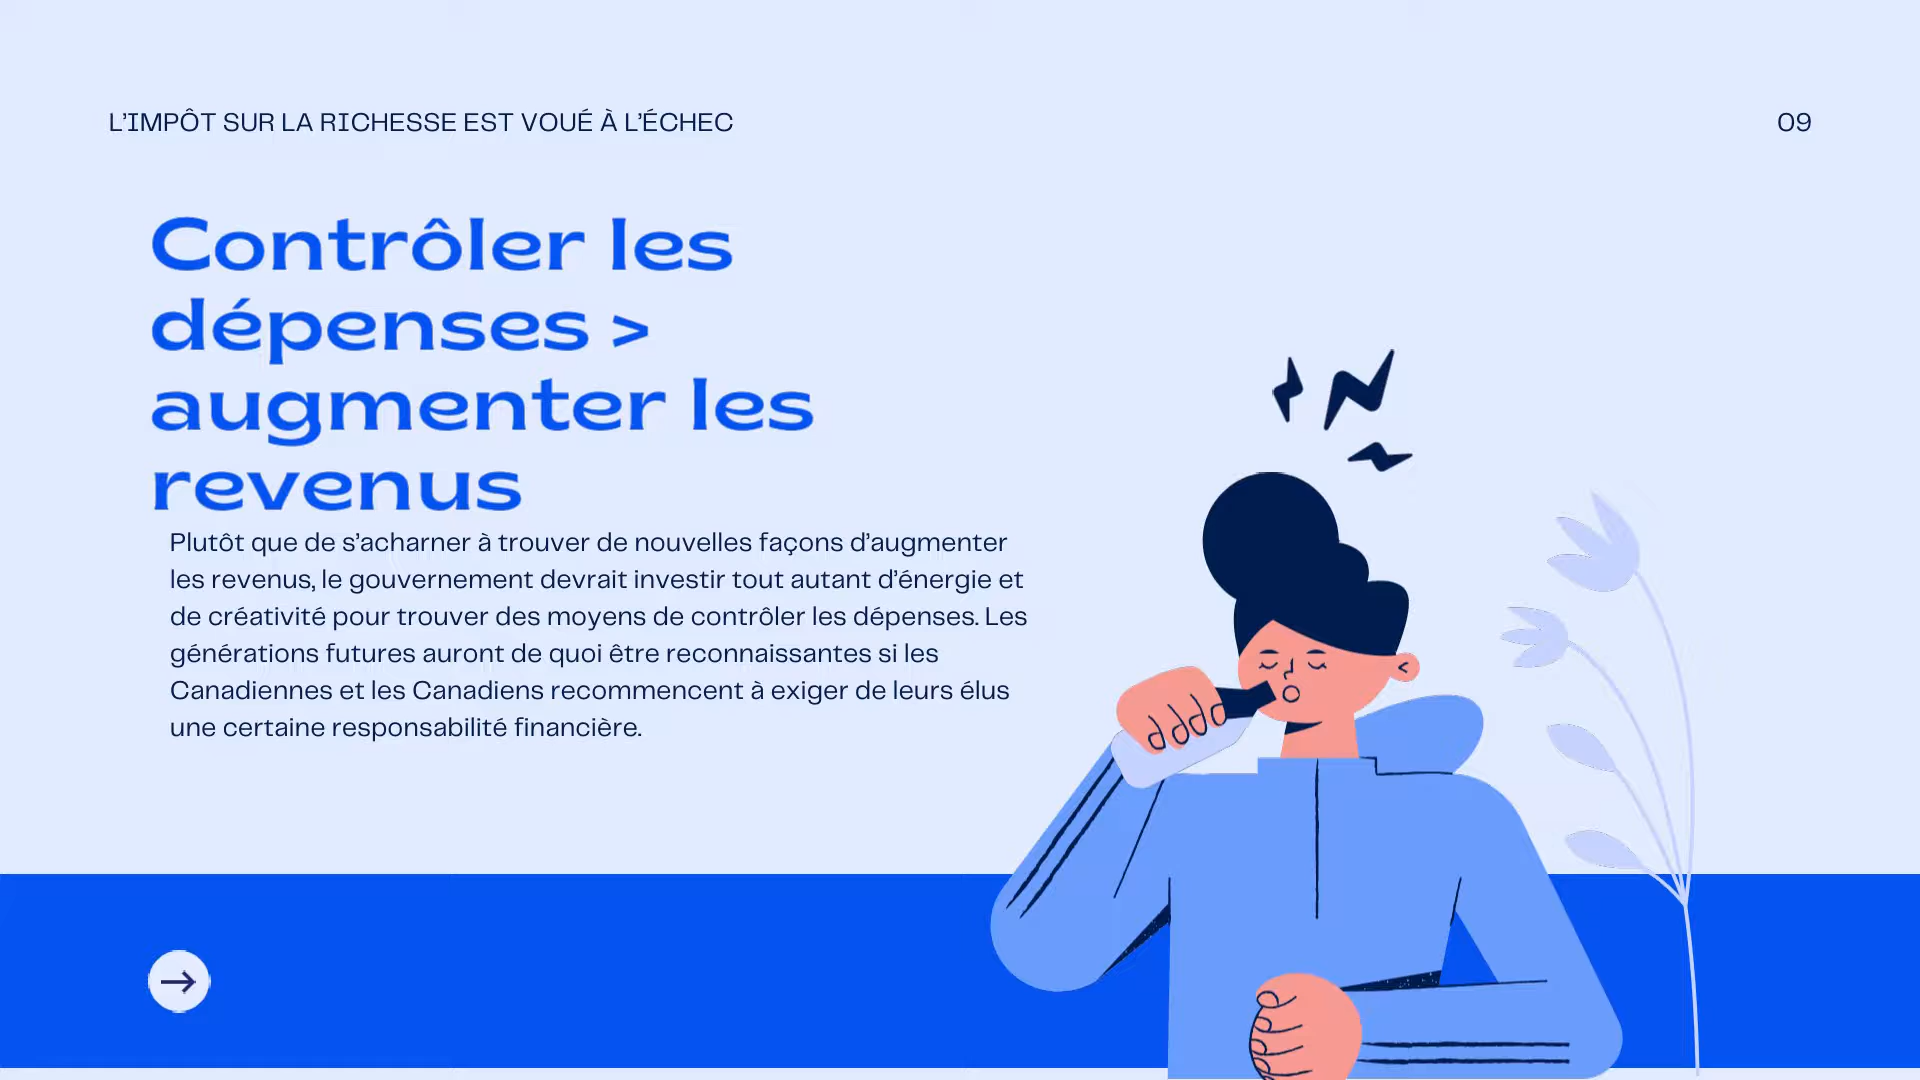 L’IMPÔT SUR LA RICHESSE EST VOUÉ À L’ÉCHEC
09
Contrôler les
dépenses >
augmenter les
revenus
Plutôt que de s’acharner à trouver de nouvelles façons d’augmenter
les revenus, le gouvernement devrait investir tout autant d’énergie et
de créativité pour trouver des moyens de contrôler les dépenses. Les
générations futures auront de quoi être reconnaissantes si les
Canadiennes et les Canadiens recommencent à exiger de leurs élus
une certaine responsabilité financière.